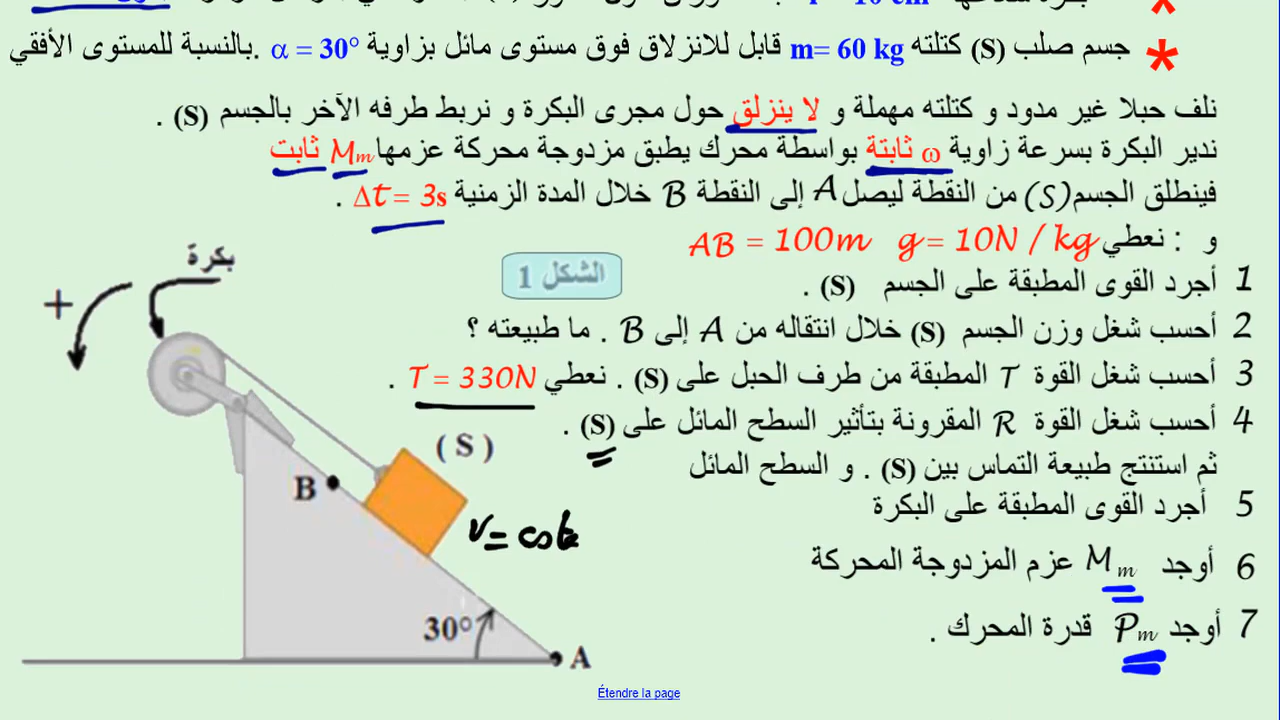 r = 10 cm
جسم صلب (S) كتلته m= 60 kg قابل للانزلاق فوق مستوى مائل بزاوية α = 30° .بالنسبة للمستوى الأفقي
نلف حبلا غير مدود و كتلته مهملة و لا ينزلق حول مجرى البكرة و نربط طرفه الآخر بالجسم (S) .
ندير البكرة بسرعة زاوية ω ثابتة بواسطة محرك يطبق مزدوجة محركة عزمها Mm ثابت
فينطلق الجسم(S) من النقطة ليصل A إلى النقطة B خلال المدة الزمنية Δt = 3s .
و : نعطي AB = 100m g = 10N / kg
الشكل 1
1 أجرد القوى المطبقة على الجسم (S) .
2 أحسب شغل وزن الجسم (S) خلال انتقاله من A إلى B . ما طبيعته ؟
3 أحسب شغل القوة T المطبقة من طرف الحبل على (S) . نعطي T = 330N .
4 أحسب شغل القوة R المقرونة بتأثير السطح المائل على (S) .
ثم استنتج طبيعة التماس بين (S) . و السطح المائل
5 أجرد القوى المطبقة على البكرة
6 أوجد Mm عزم المزدوجة المحركة
7 أوجد Pm قدرة المحرك .
بكرة
+
(S)
B
V = cste
30°
A
Étendre la page